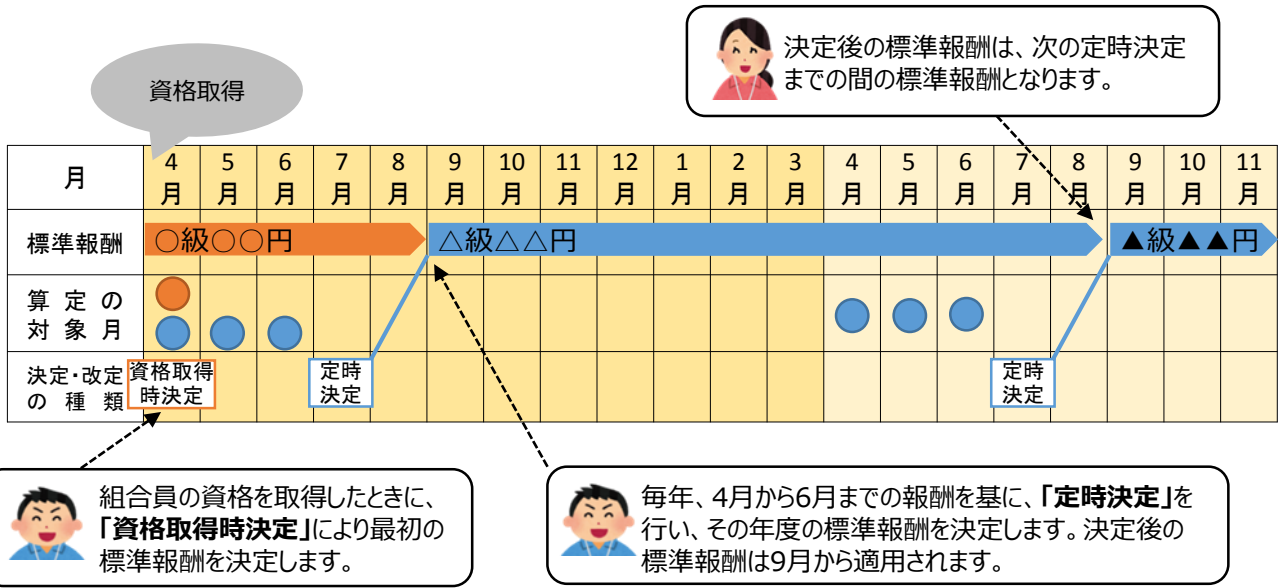 決定後の標準報酬は、次の定時決定
までの間の標準報酬となります。
資格取得
月 4月 5月 6月 7月 8月 9月 10月 11月 12月 1月 2月 3月 4月 5月 6月 7月 8月 9月 10月 11月
標準報酬 ○級○○円 △級△△円 ▲級▲▲円
算定の
対象月
決定・改定
の種類
資格取得
時決定
定時
決定
定時
決定
組合員の資格を取得したときに、
「資格取得時決定」により最初の
標準報酬を決定します。
毎年、4月から6月までの報酬を基に、「定時決定」を
行い、その年度の標準報酬を決定します。決定後の
標準報酬は9月から適用されます。